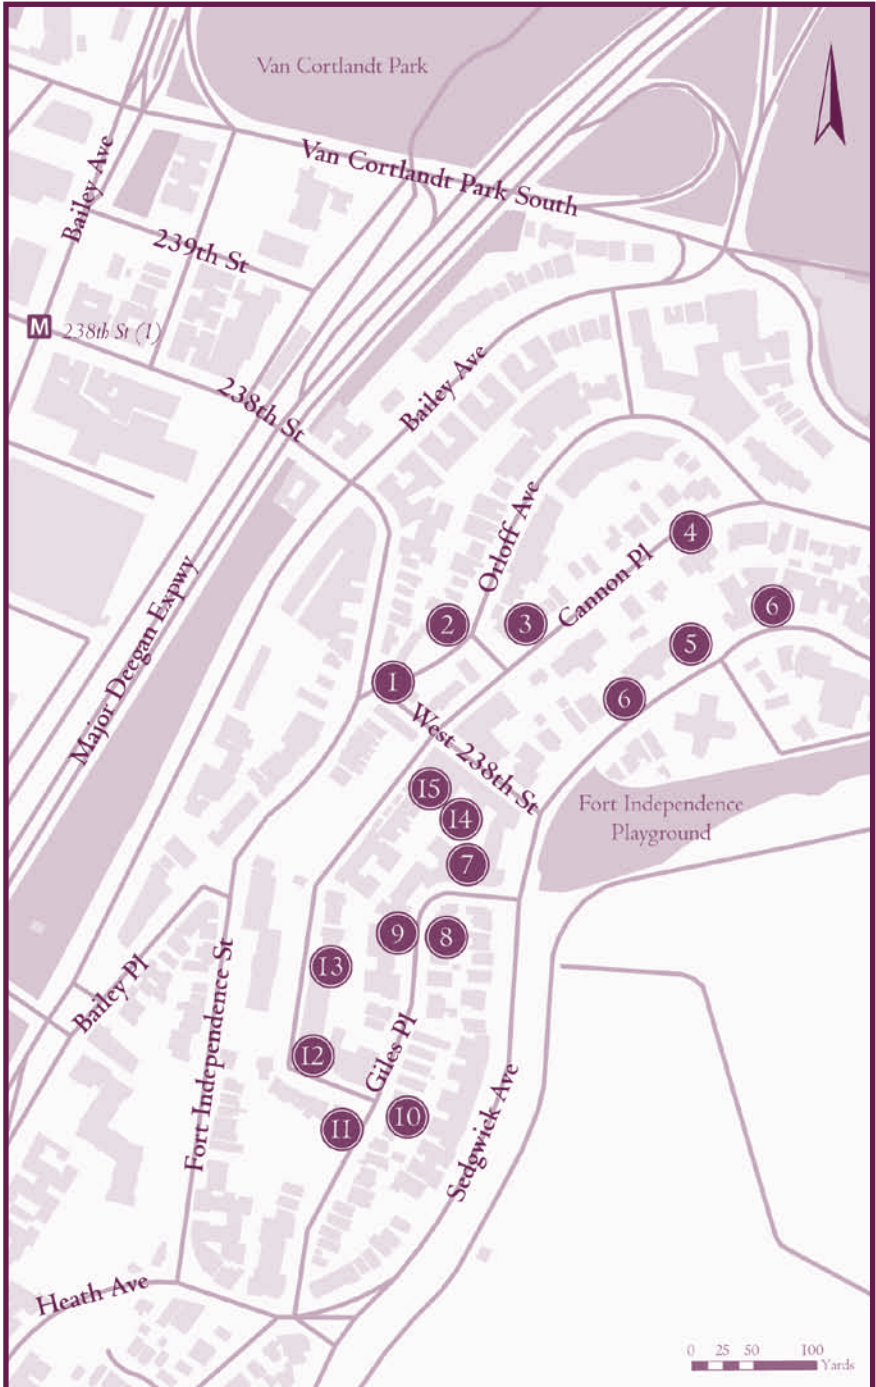 Van Cortlandt Park
Van Cortlandt Park South
Bailey Ave
239th St
M 238th St (1)
238th St
Bailey Ave
Orloff Ave
4
Cannon Pl
Major Deegan Expwy
6
2
3
5
1
6
West 238th St
15
14
Fort Independence
Playground
7
9
8
13
Bailey Pl
Fort Independence St
12
Giles Pl
10
11
Sedgwick Ave
Heath Ave
0 25 50 100
Yards